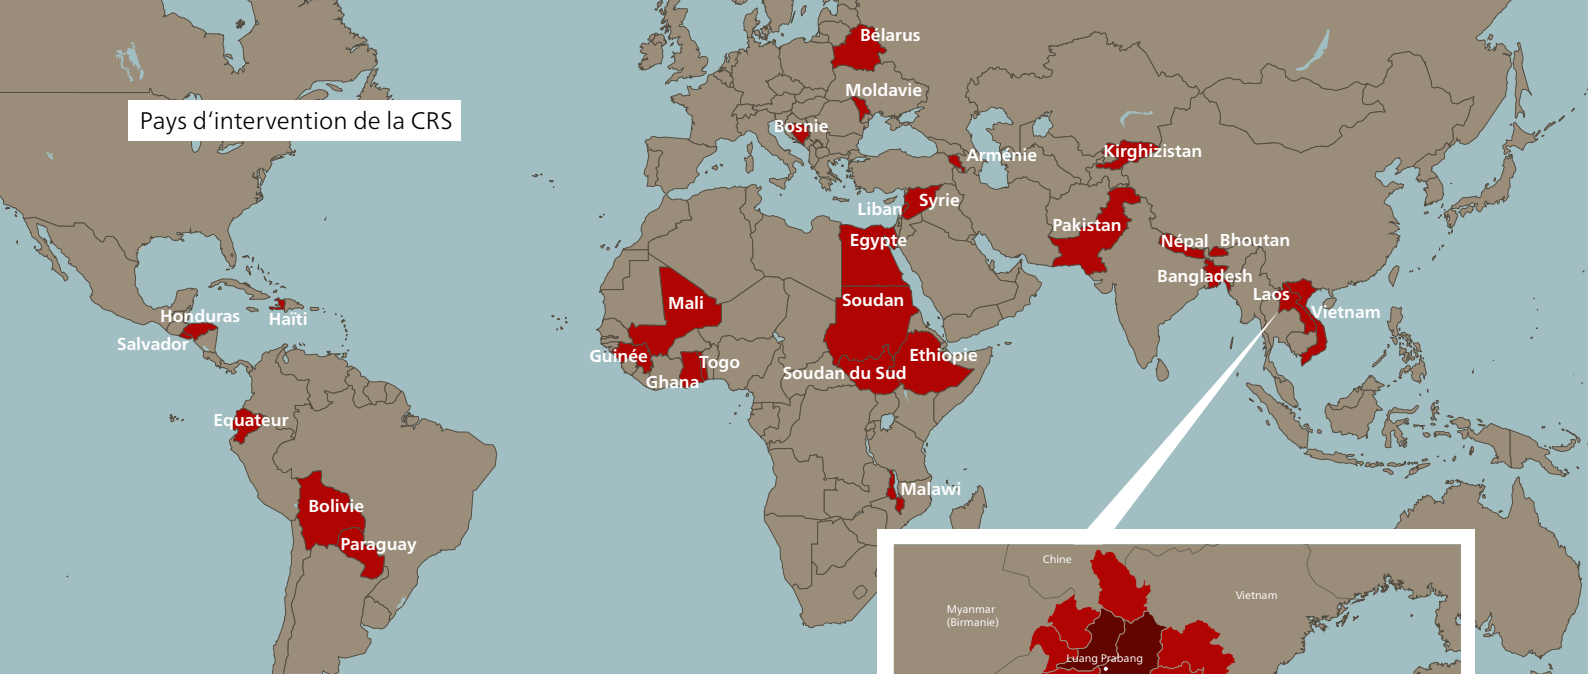 Pays d’intervention de la CRS
Bélarus
Moldavie
Bosnie
Arménie
Kirghizistan
Syrie
Liban
Pakistan
Egypte
Népal
Bhoutan
Bangladesh
Laos
Vietnam
Mali
Soudan
Honduras
Haïti
Salvador
Guinée
Togo
Ghana
Ethiopie
Soudan du Sud
Equateur
Malawi
Bolivie
Paraguay
Chine
Vietnam
Myanmar
(Birmanie)
Luang Prabang